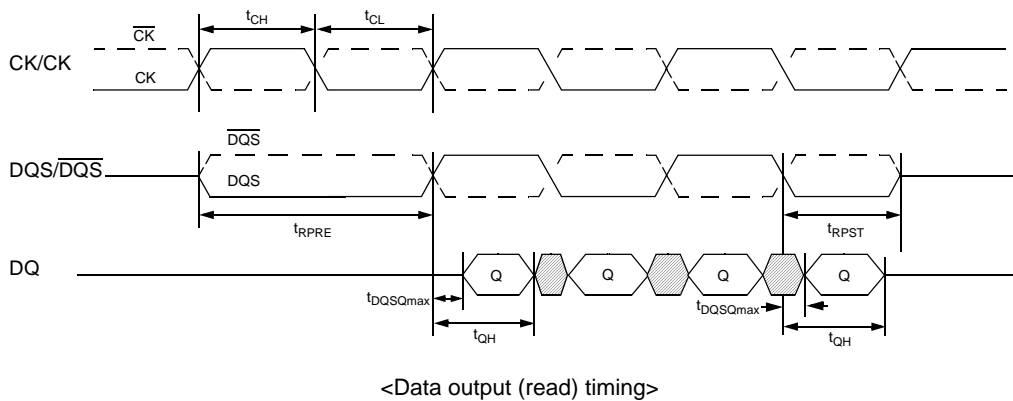 tCH
tCL
CK
CK/CK
CK
DQS
DQS/DQS
DQS
tRPRE
tRPST
DQ
Q
Q
Q
Q
tDQSQmax
tDQSQmax
tQH
tQH
<Data output (read) timing>